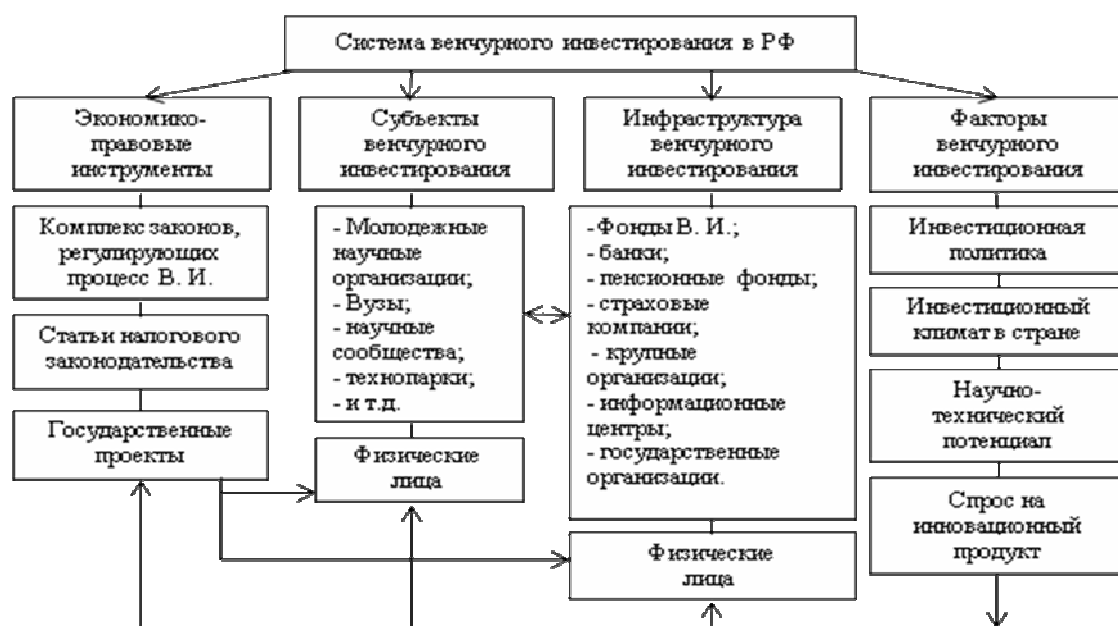 Система венчурного инвестирования в РФ
Экономико-
правовые
инструменты
Комплекс законов,
регулирующих
процесс В. И.
Статьи налогового
законодательства
Государственные
проекты
Субъекты
венчурного
инвестирования
- Молодежные
научные
организации;
- Вузы;
- научные
сообщества;
- технопарки;
- и т.д.
Физические
лица
Инфраструктура
венчурного
инвестирования
- Фонды В. И.;
- банки;
- пенсионные фонды;
- страховые
компании;
- крупные
организации;
- информационные
центры;
- государственные
организации.
Физические
лица
Факторы
венчурного
инвестирования
Инвестиционная
политика
Инвестиционный
климат в стране
Научно-
технический
потенциал
Спрос на
инновационный
продукт